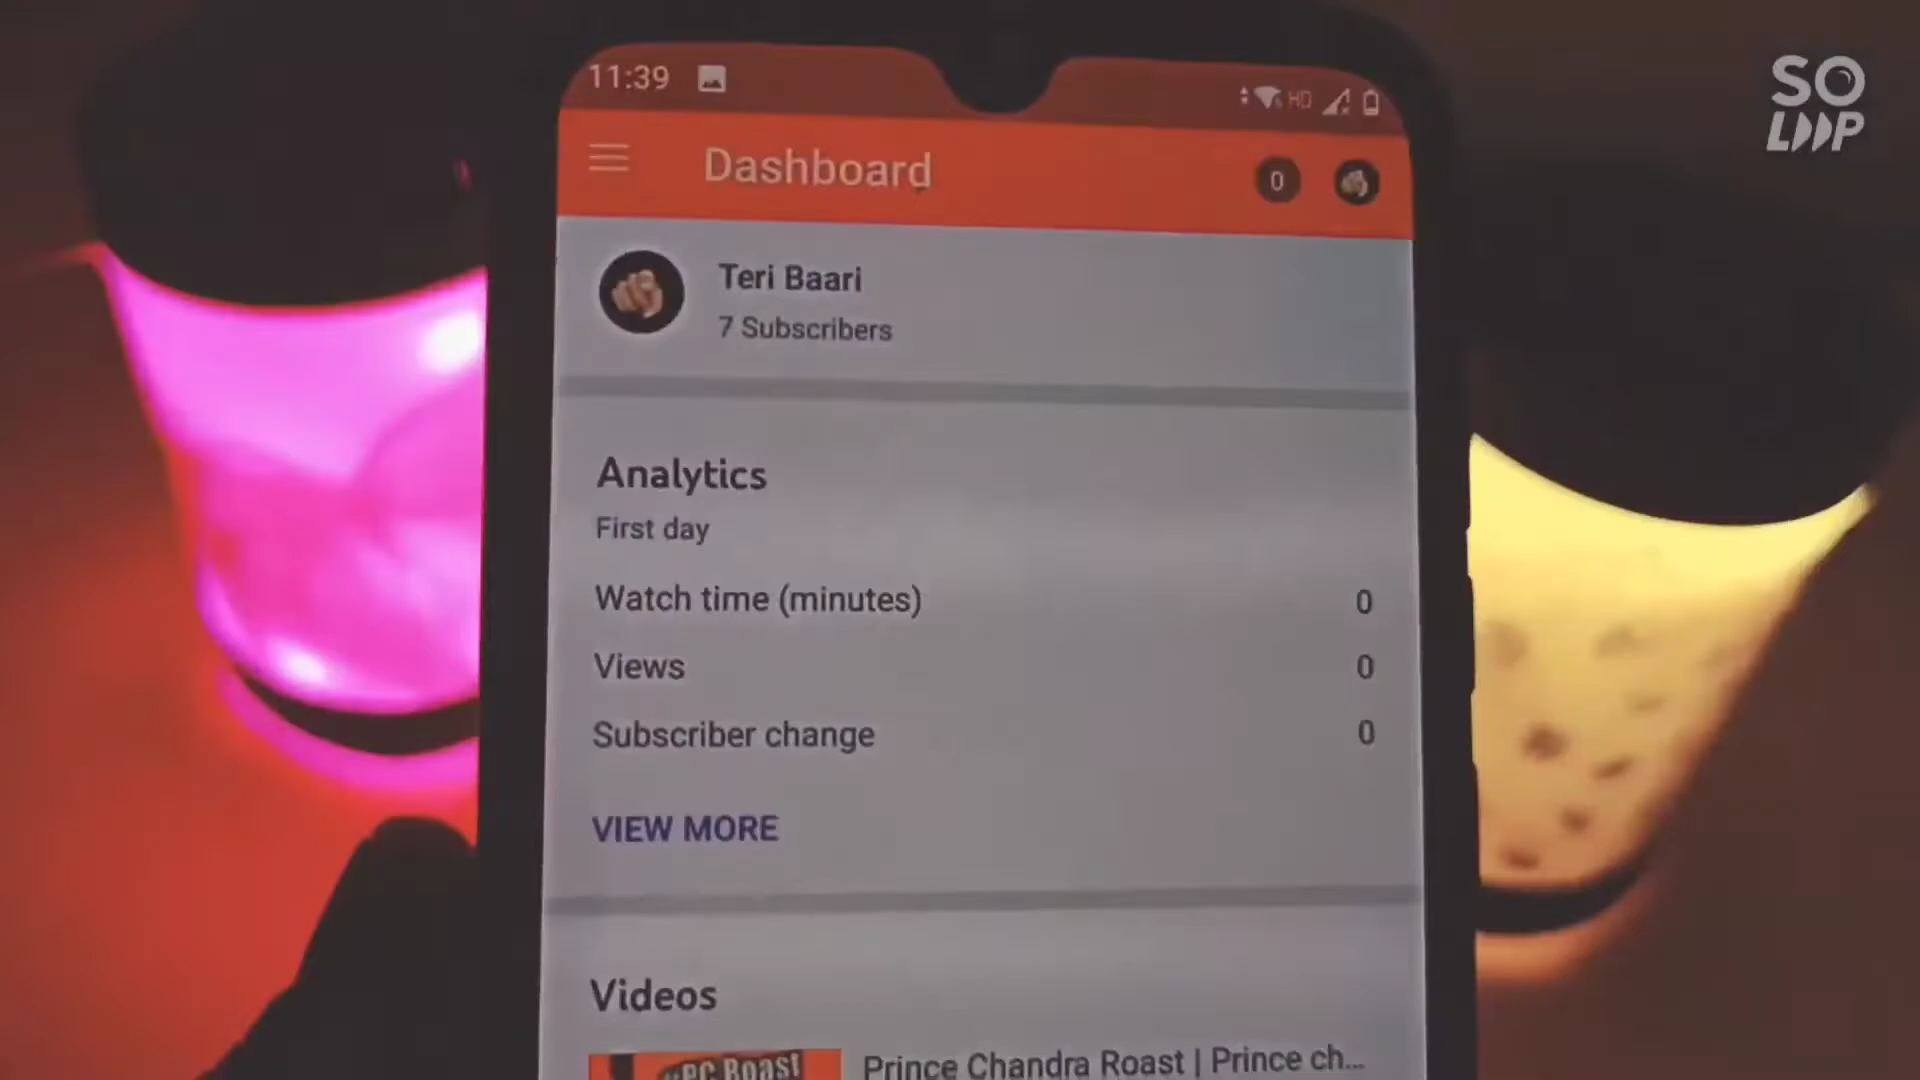 11:39
HD
SO
LOOP
Dashboard
0
Teri Baari
7 Subscribers
Analytics
First day
Watch time (minutes) 0
Views 0
Subscriber change 0
VIEW MORE
Videos
Roast
Prince Chandra Roast | Prince ch...